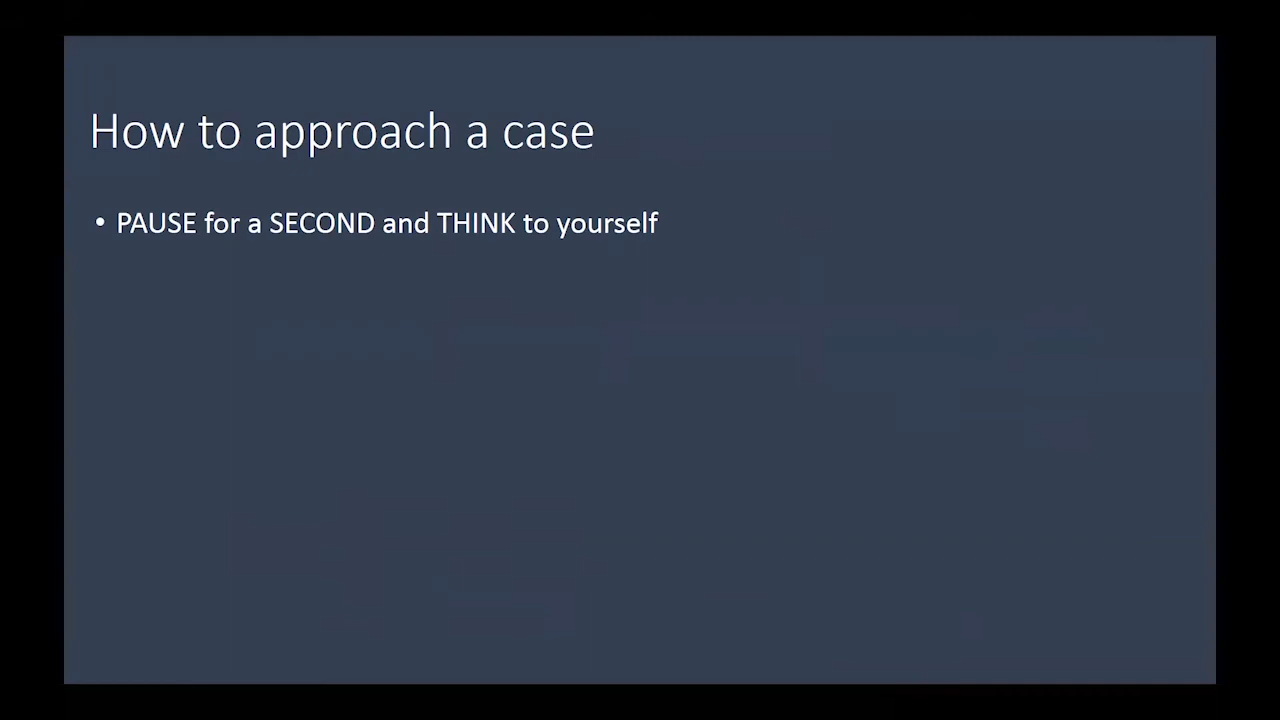 How to approach a case
• PAUSE for a SECOND and THINK to yourself